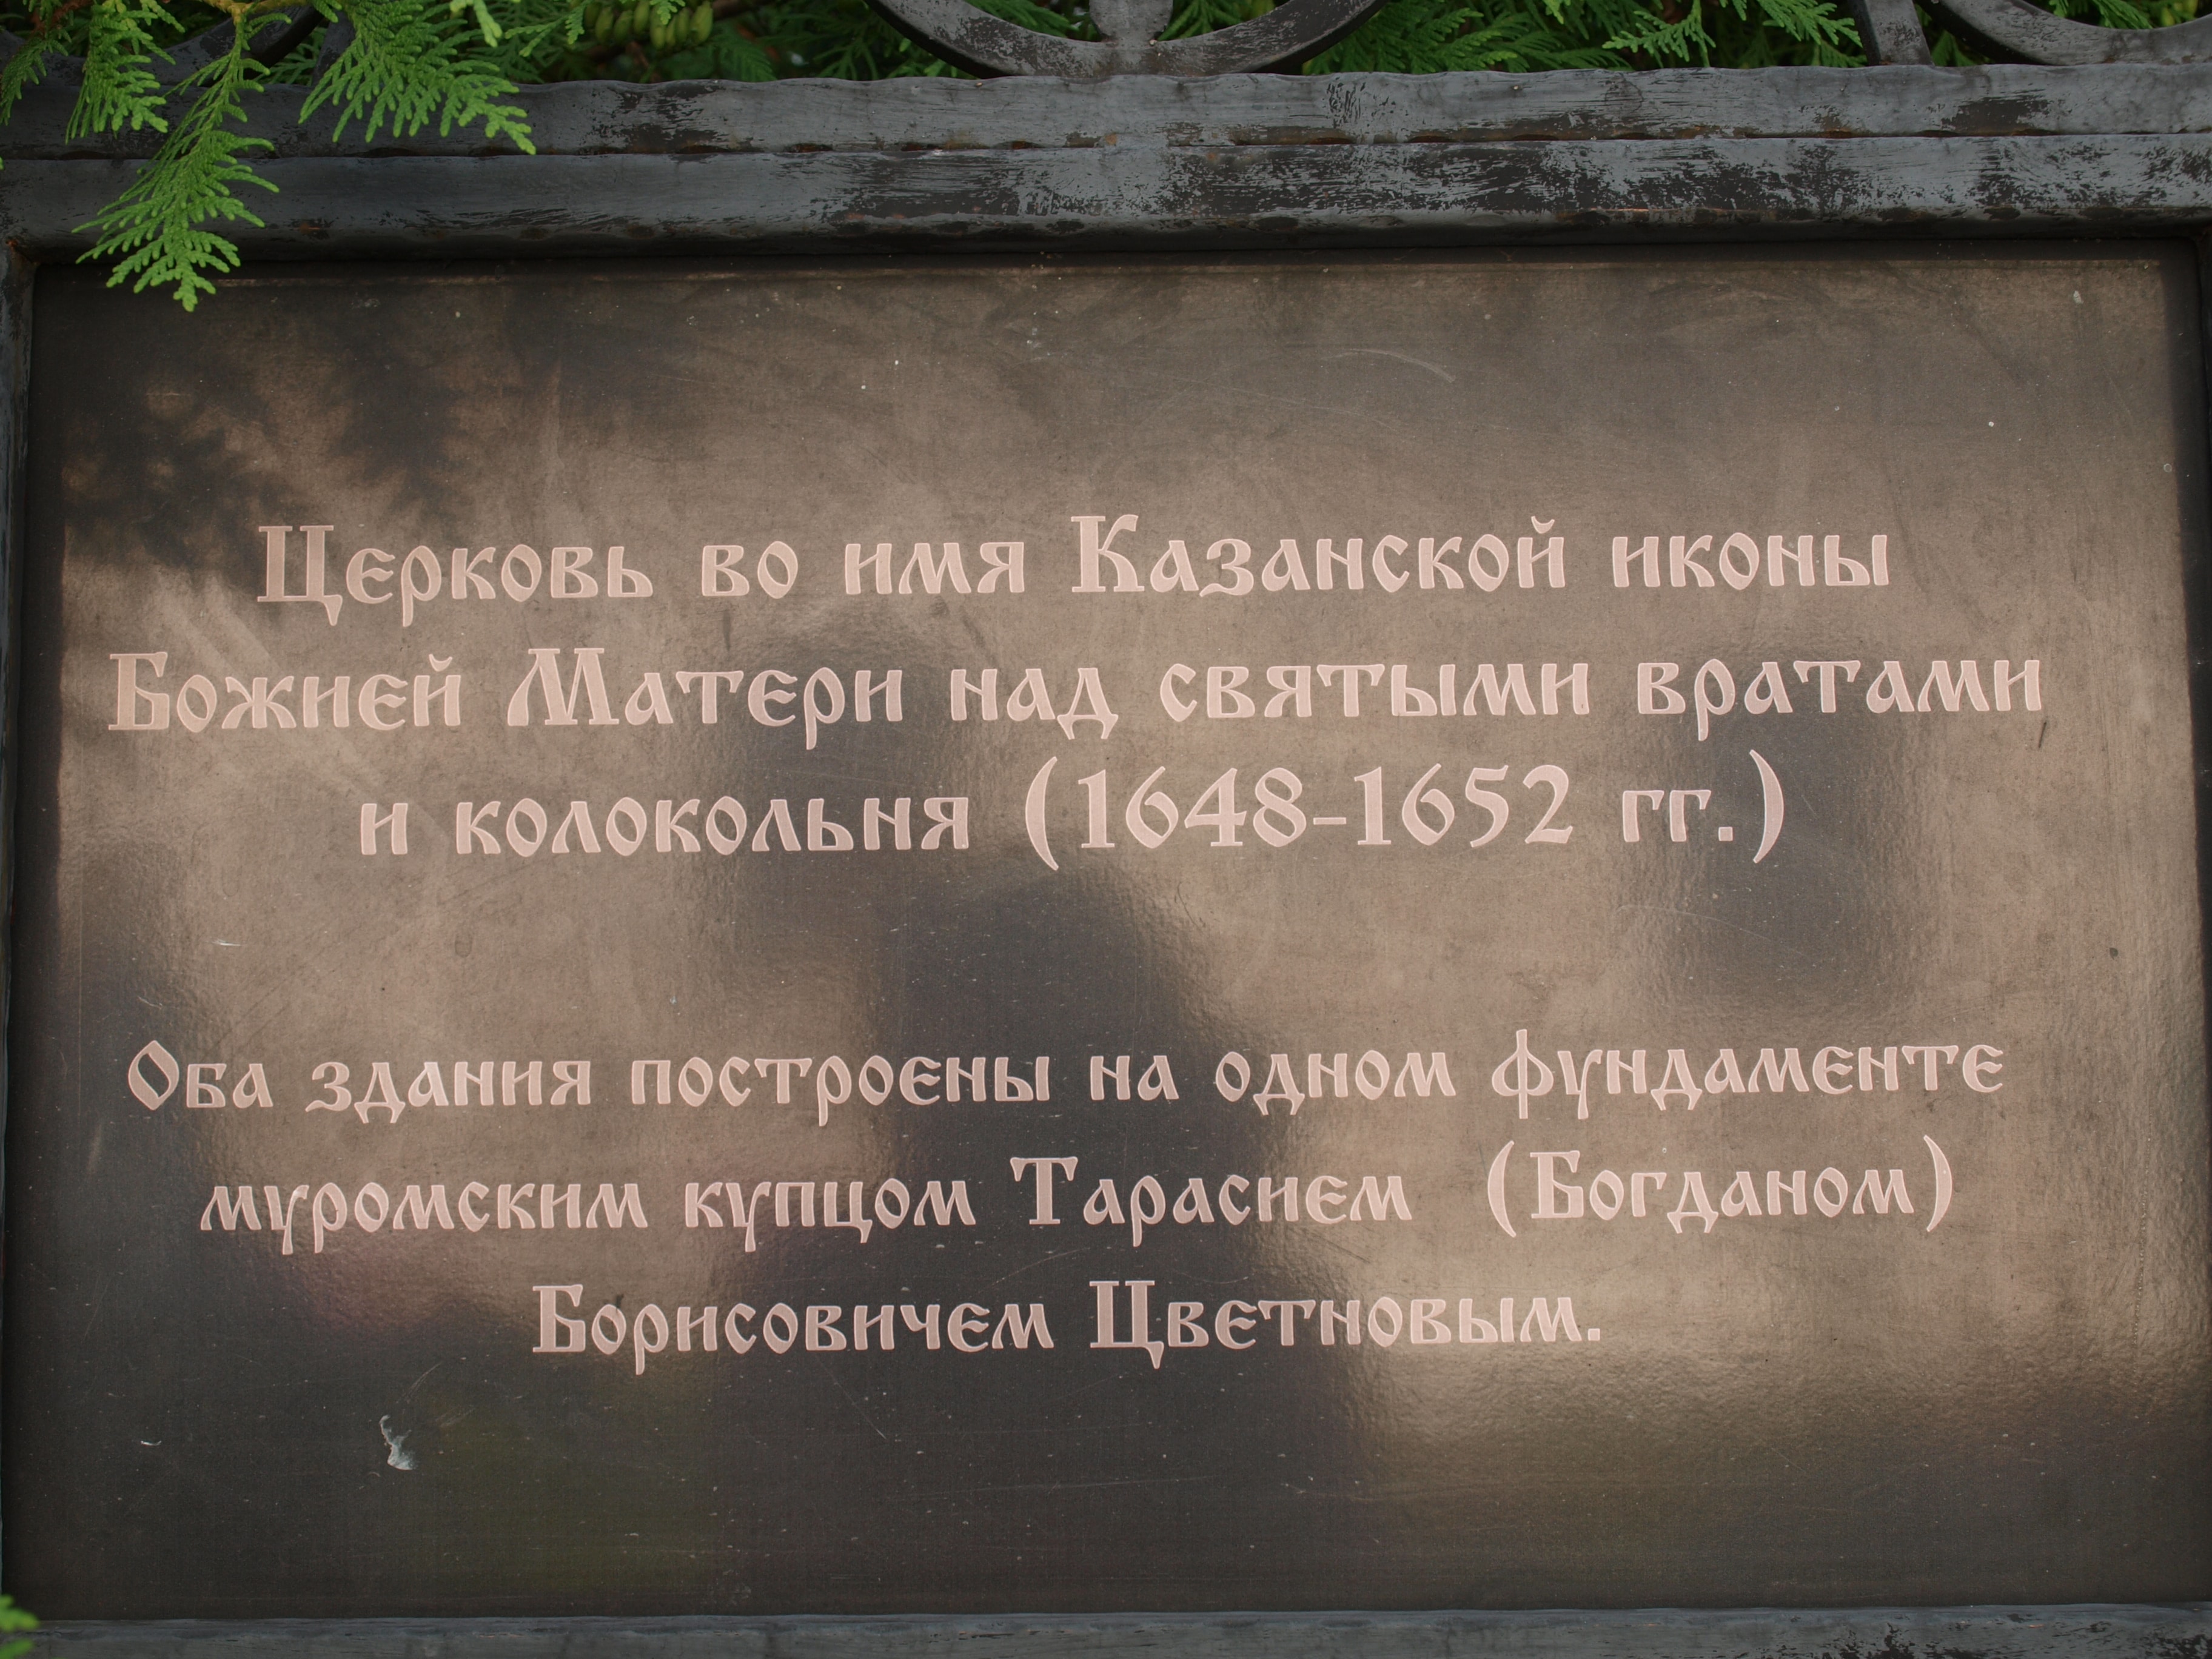 Церковь во имя Казанской иконы
Божией Матери над святыми вратами
и колокольня (1648-1652 гг.)
Оба здания построены на одном фундаменте
муромским купцом Тарасием (Богданом)
Борисовичем Цветновым.